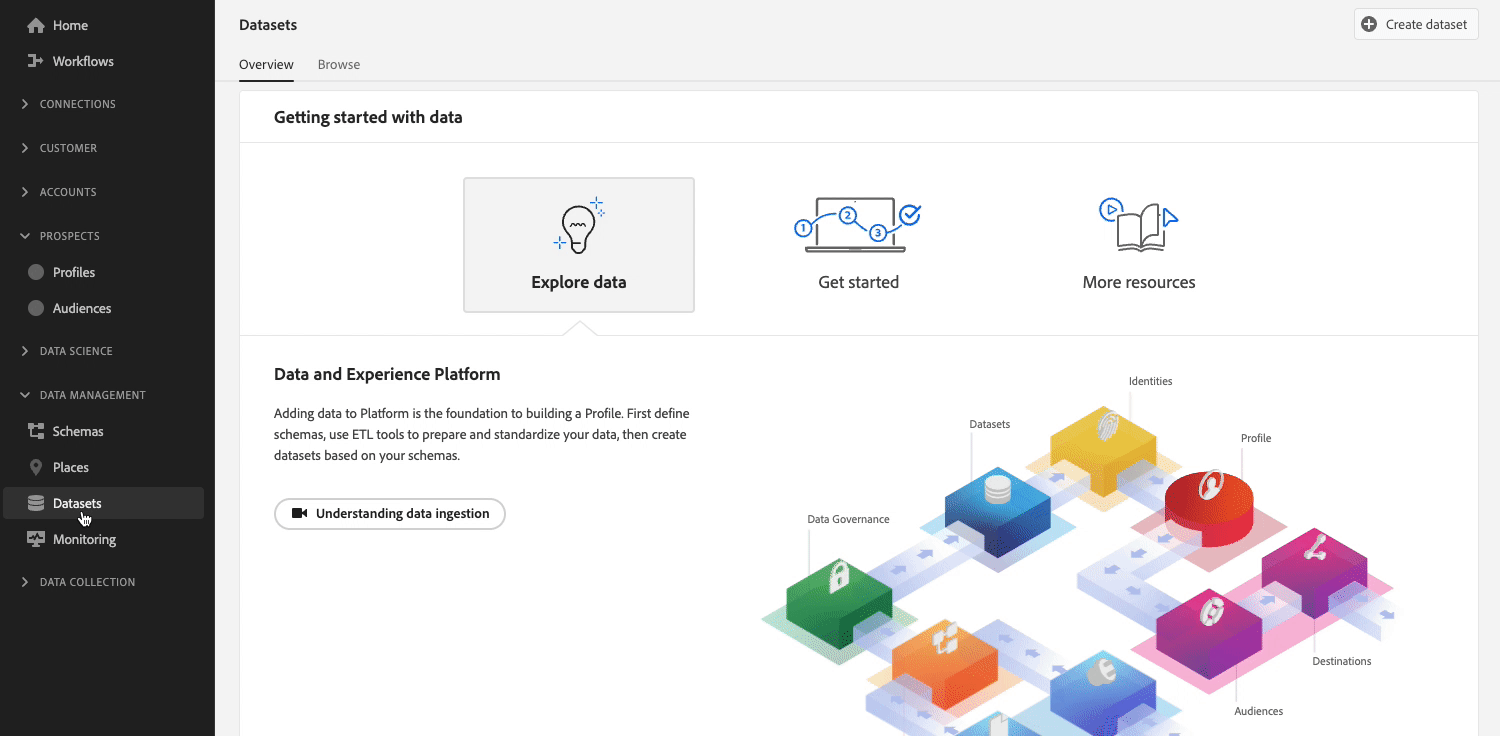 Home
Workflows
CONNECTIONS
CUSTOMER
ACCOUNTS
PROSPECTS
Profiles
Audiences
DATA SCIENCE
DATA MANAGEMENT
Schemas
Places
Datasets
Monitoring
DATA COLLECTION
Datasets
Create dataset
Overview
Browse
Getting started with data
1
2
3
Explore data
Get started
More resources
Data and Experience Platform
Adding data to Platform is the foundation to building a Profile. First define
schemas, use ETL tools to prepare and standardize your data, then create
datasets based on your schemas.
Understanding data ingestion
Identities
Datasets
Profile
Data Governance
Destinations
Audiences